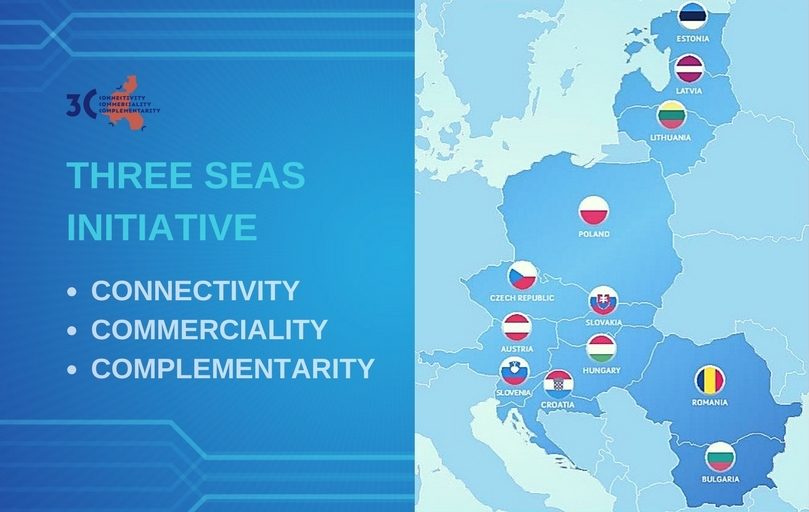 3C
CONNECTIVITY
COMMERCIALITY
COMPLEMENTARITY
THREE SEAS
INITIATIVE
• CONNECTIVITY
• COMMERCIALITY
• COMPLEMENTARITY
ESTONIA
LATVIA
LITHUANIA
POLAND
CZECH REPUBLIC
SLOVAKIA
AUSTRIA
HUNGARY
SLOVENIA
CROATIA
ROMANIA
BULGARIA